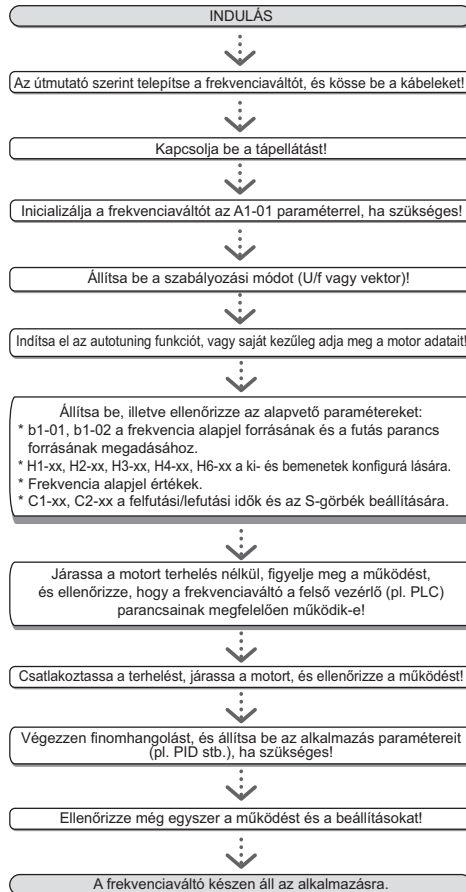 INDULÁS
Az útmutató szerint telepítse a frekvenciaváltót, és kösse be a kábeleket!
Kapcsolja be a tápellátást!
Inicializálja a frekvenciaváltót az A1-01 paraméterrel, ha szükséges!
Állítsa be a szabályozási módot (U/f vagy vektor)!
Indítsa el az autotuning funkciót, vagy saját kezűleg adja meg a motor adatait!
Állítsa be, illetve ellenőrizze az alapvető paramétereket:
* b1-01, b1-02 a frekvencia alapjel forrásának és a futás parancs
forrásának megadásához.
* H1-xx, H2-xx, H3-xx, H4-xx, H6-xx a ki- és bemenetek konfigurá lására.
* Frekvencia alapjel értékek.
* C1-xx, C2-xx a felfutási/lefutási idők és az S-görbék beállítására.
Járassa a motort terhelés nélkül, figyelje meg a működést,
és ellenőrizze, hogy a frekvenciaváltó a felső vezérlő (pl. PLC)
parancsainak megfelelően működik-e!
Csatlakoztassa a terhelést, járassa a motort, és ellenőrizze a működést!
Végezzen finomhangolást, és állítsa be az alkalmazás paramétereit
(pl. PID stb.), ha szükséges!
Ellenőrizze még egyszer a működést és a beállításokat!
A frekvenciaváltó készen áll az alkalmazásra.